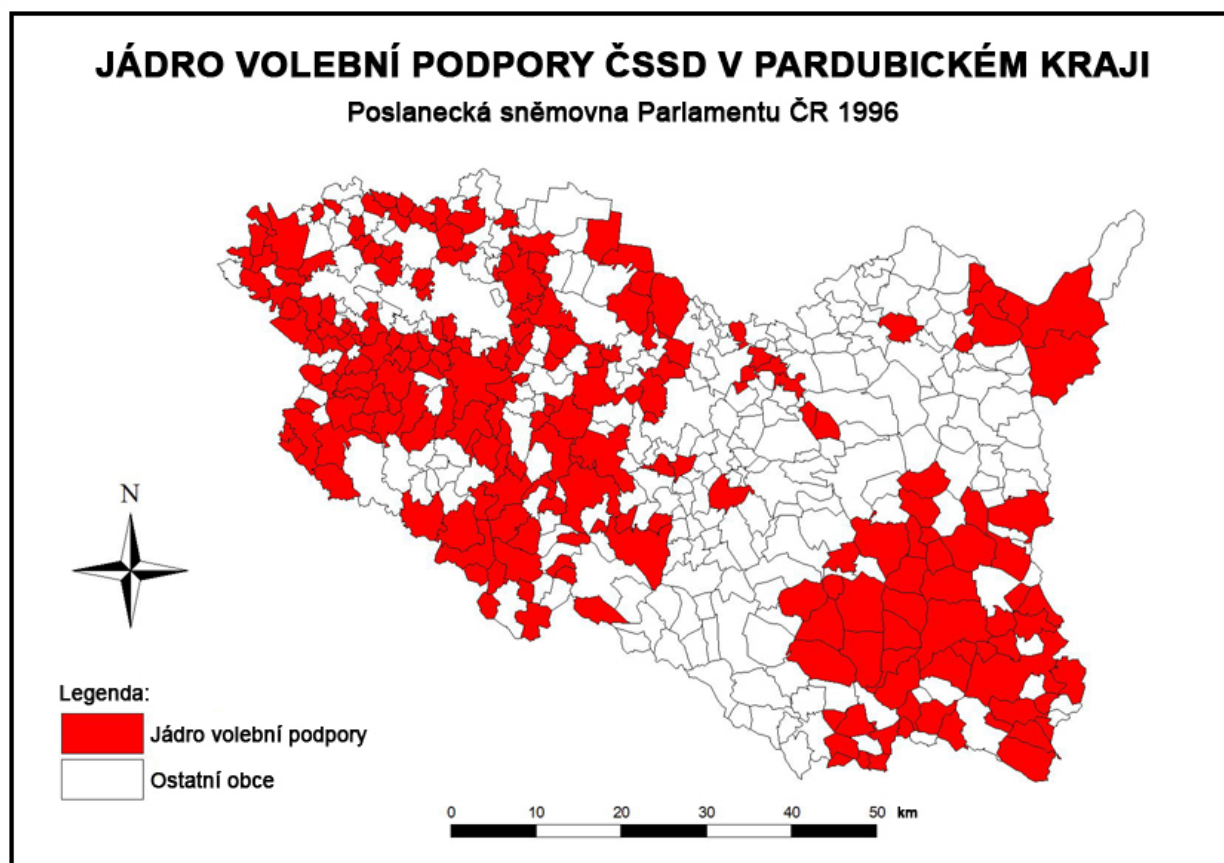 JÁDRO VOLEBNÍ PODPORY ČSSD V PARDUBICKÉM KRAJI
Poslanecká sněmovna Parlamentu ČR 1996
N
Legenda:
Jádro volební podpory
Ostatní obce
0 10 20 30 40 50 km